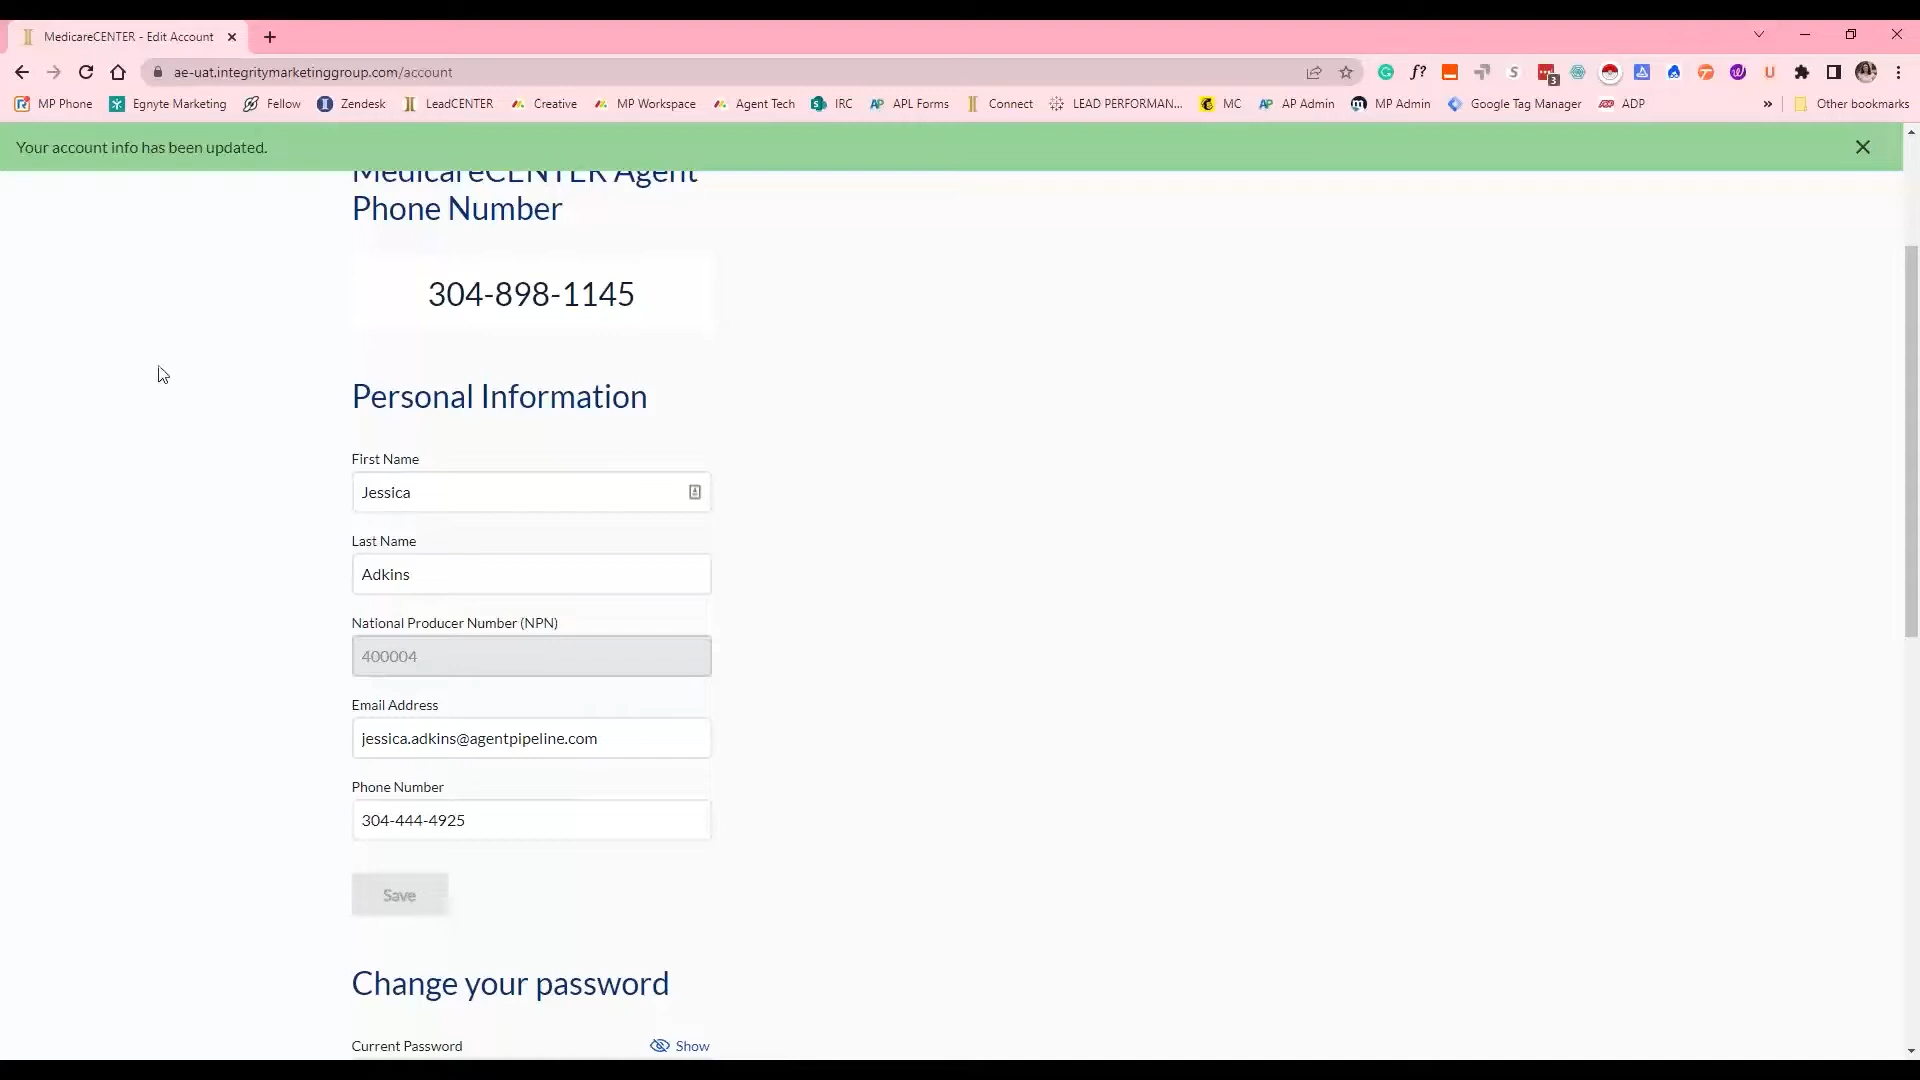 MedicareCENTER - Edit Account
ae-uat.integritymarketinggroup.com/account
f?
S
3
U
MP Phone
Egnyte Marketing
Fellow
Zendesk
LeadCENTER
Creative
MP Workspace
Agent Tech
IRC
APL Forms
Connect
LEAD PERFORMAN...
MC
AP Admin
MP Admin
Google Tag Manager
ADP
»
Other bookmarks
Your account info has been updated.
MedicareCENTER Agent
Phone Number
304-898-1145
Personal Information
First Name
Jessica
Last Name
Adkins
National Producer Number (NPN)
400004
Email Address
jessica.adkins@agentpipeline.com
Phone Number
304-444-4925
Save
Change your password
Current Password
Show